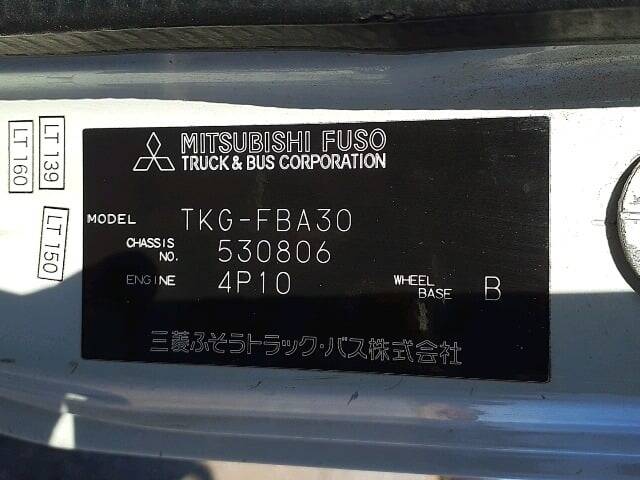 MITSUBISHI FUSO
TRUCK & BUS CORPORATION
LT 139
LT 160
LT 150
MODEL TKG-FBA30
CHASSIS NO. 530806
ENGINE 4P10 WHEEL BASE B
三菱ふそうトラック・バス株式会社